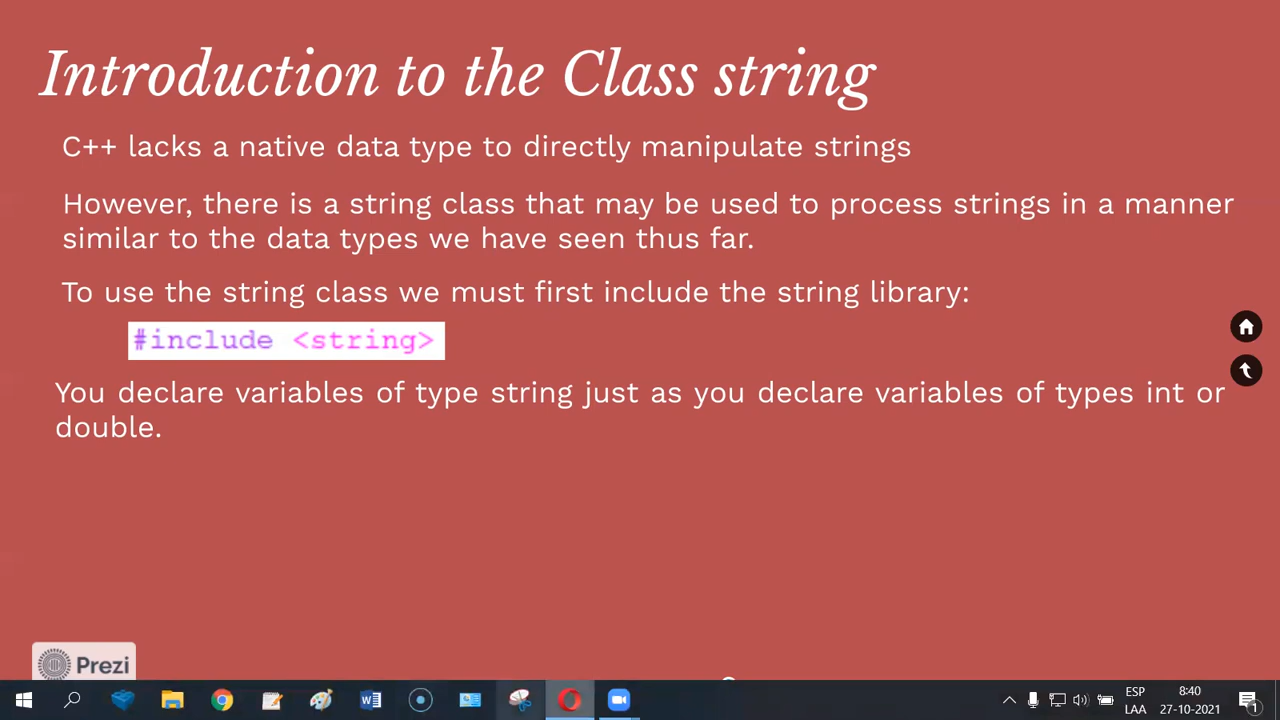 Introduction to the Class string
C++ lacks a native data type to directly manipulate strings
However, there is a string class that may be used to process strings in a manner
similar to the data types we have seen thus far.
To use the string class we must first include the string library:
#include <string>
You declare variables of type string just as you declare variables of types int or
double.
Prezi
ESP
LAA
8:40
27-10-2021
1